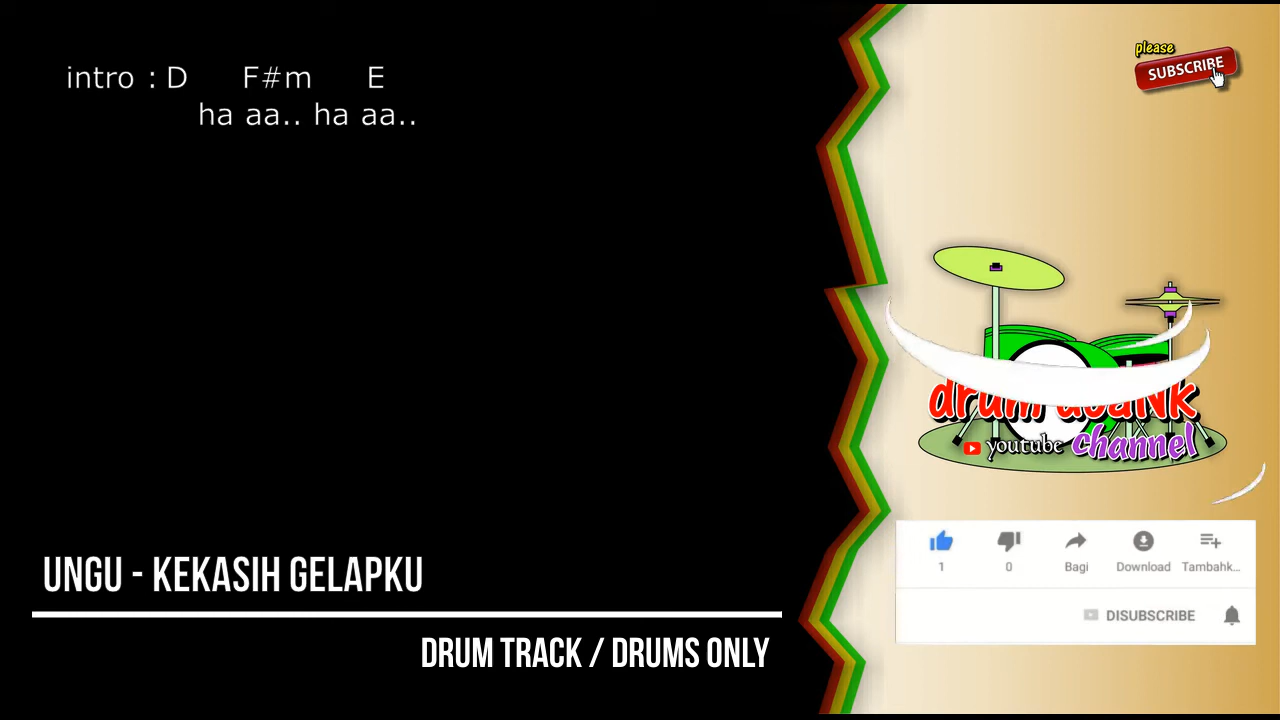 intro : D F#m E
ha aa.. ha aa..
UNGU - KEKASIH GELAPKU
DRUM TRACK / DRUMS ONLY
please
SUBSCRIBE
drum
youtube channel
1 0 Bagi Download Tambahk...
DISUBSCRIBE